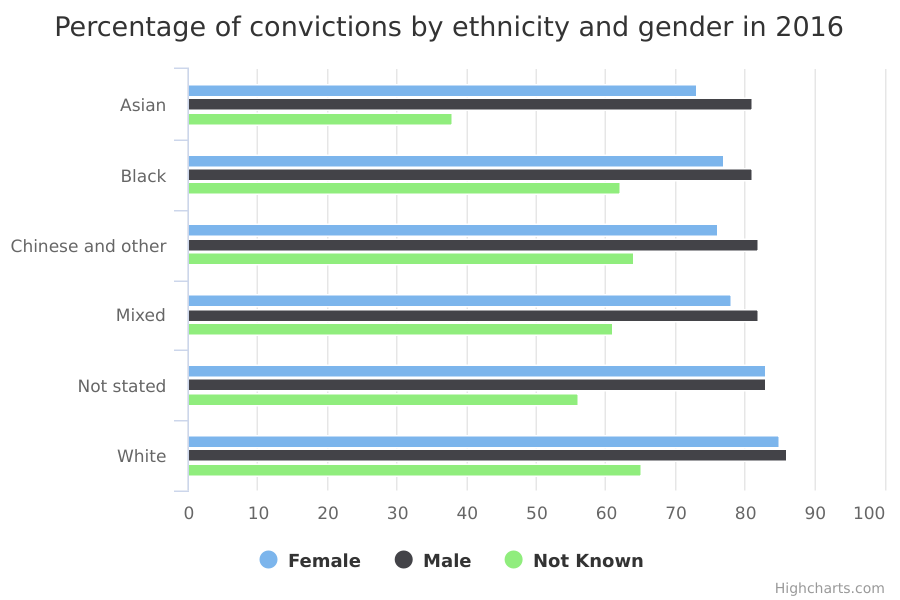 Percentage of convictions by ethnicity and gender in 2016
Asian
Black
Chinese and other
Mixed
Not stated
White
0 10 20 30 40 50 60 70 80 90 100
Female Male Not Known
Highcharts.com